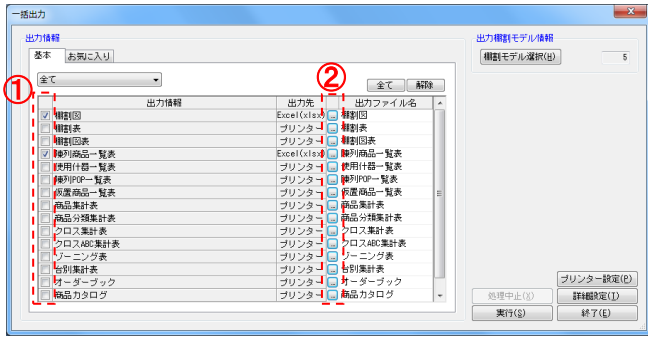 一括出力
出力情報
出力棚割モデル情報
基本 お気に入り
棚割モデル選択(H) 5
全て
① ②
全て 解除
出力情報 出力先 出力ファイル名
棚割図 Excel(xlsx) ... 棚割図
棚割表 プリンター ... 棚割表
棚割図表 プリンター ... 棚割図表
陳列商品一覧表 Excel(xlsx) ... 陳列商品一覧表
使用什器一覧表 プリンター ... 使用什器一覧表
陳列POP一覧表 プリンター ... 陳列POP一覧表
仮置商品一覧表 プリンター ... 仮置商品一覧表
商品集計表 プリンター ... 商品集計表
商品分類集計表 プリンター ... 商品分類集計表
クロス集計表 プリンター ... クロス集計表
クロスABC集計表 プリンター ... クロスABC集計表
ゾーニング表 プリンター ... ゾーニング表
台別集計表 プリンター ... 台別集計表
オーダーブック プリンター ... オーダーブック
商品カタログ プリンター ... 商品カタログ
プリンター設定(P)
処理中止(X) 詳細設定(I)
実行(S) 終了(E)